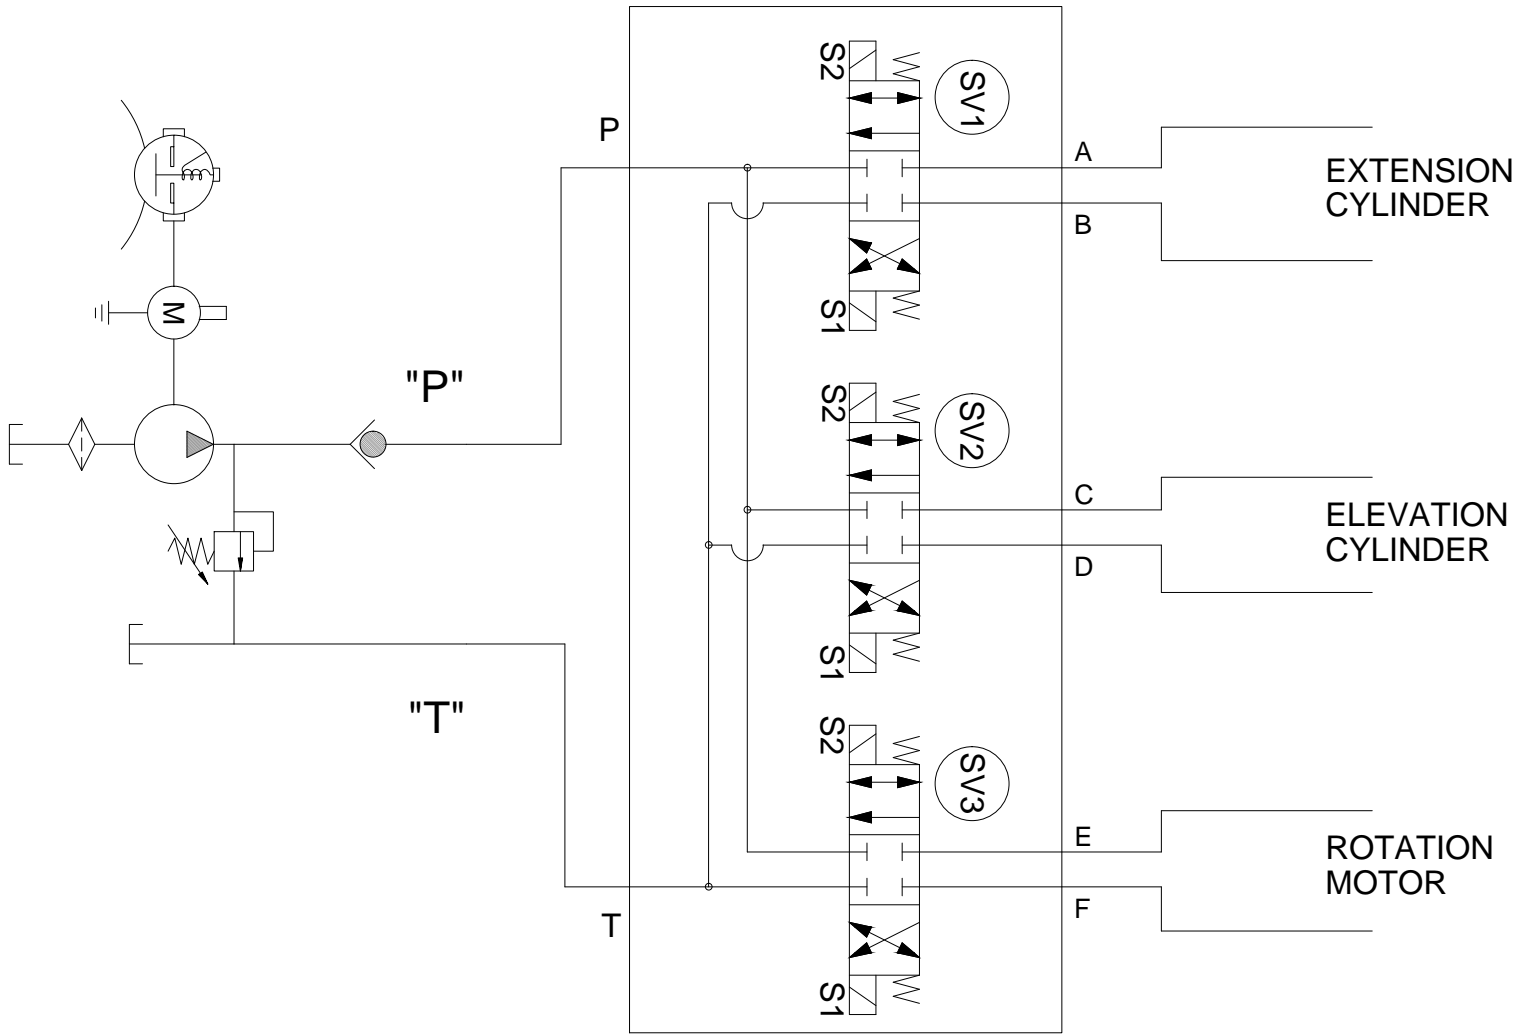 S2
SV1
P
A
EXTENSION
CYLINDER
B
S1
M
"P"
S2
SV2
C
ELEVATION
CYLINDER
D
S1
"T"
S2
SV3
E
ROTATION
MOTOR
F
T
S1